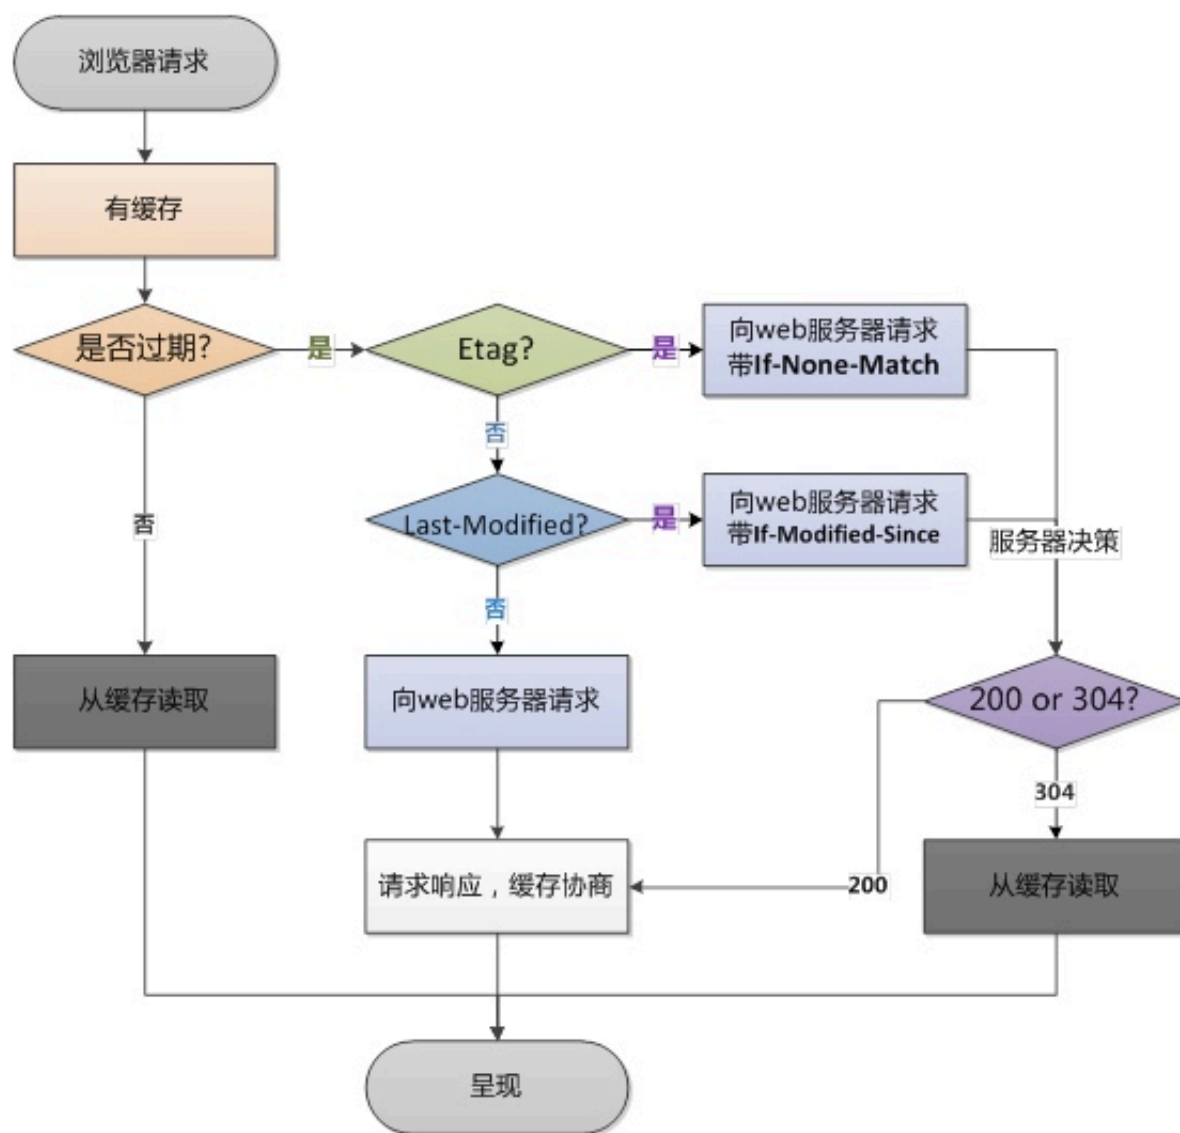 浏览器请求
有缓存
是否过期?
是
Etag?
是
向web服务器请求
带If-None-Match
否
否
Last-Modified?
是
向web服务器请求
带If-Modified-Since
服务器决策
否
从缓存读取
向web服务器请求
200 or 304?
304
请求响应，缓存协商
200
从缓存读取
呈现